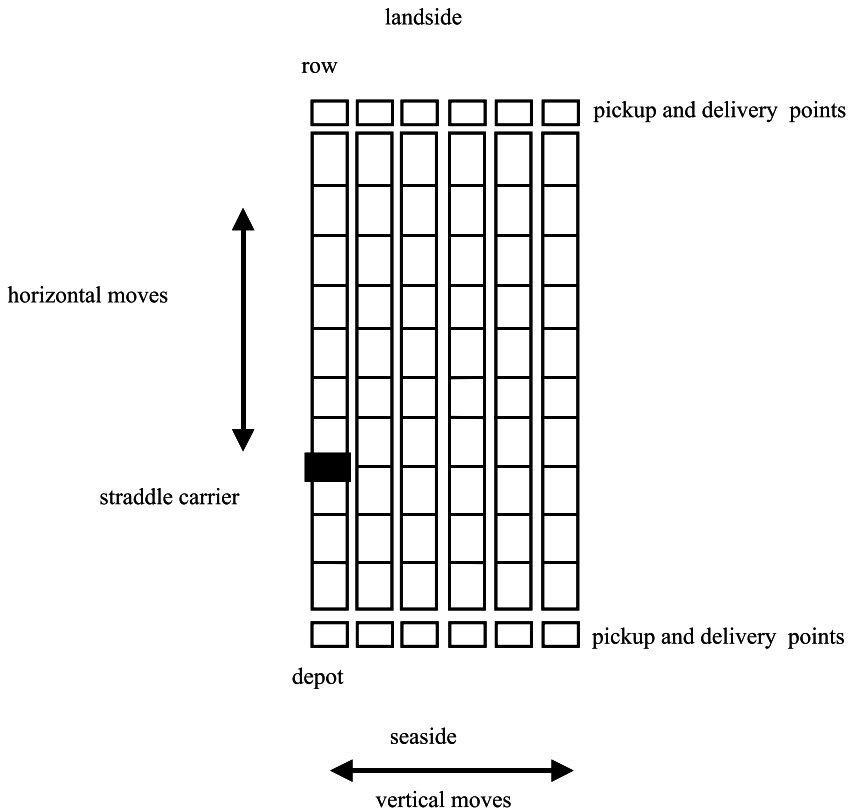 landside
row
pickup and delivery points
horizontal moves
straddle carrier
pickup and delivery points
depot
seaside
vertical moves